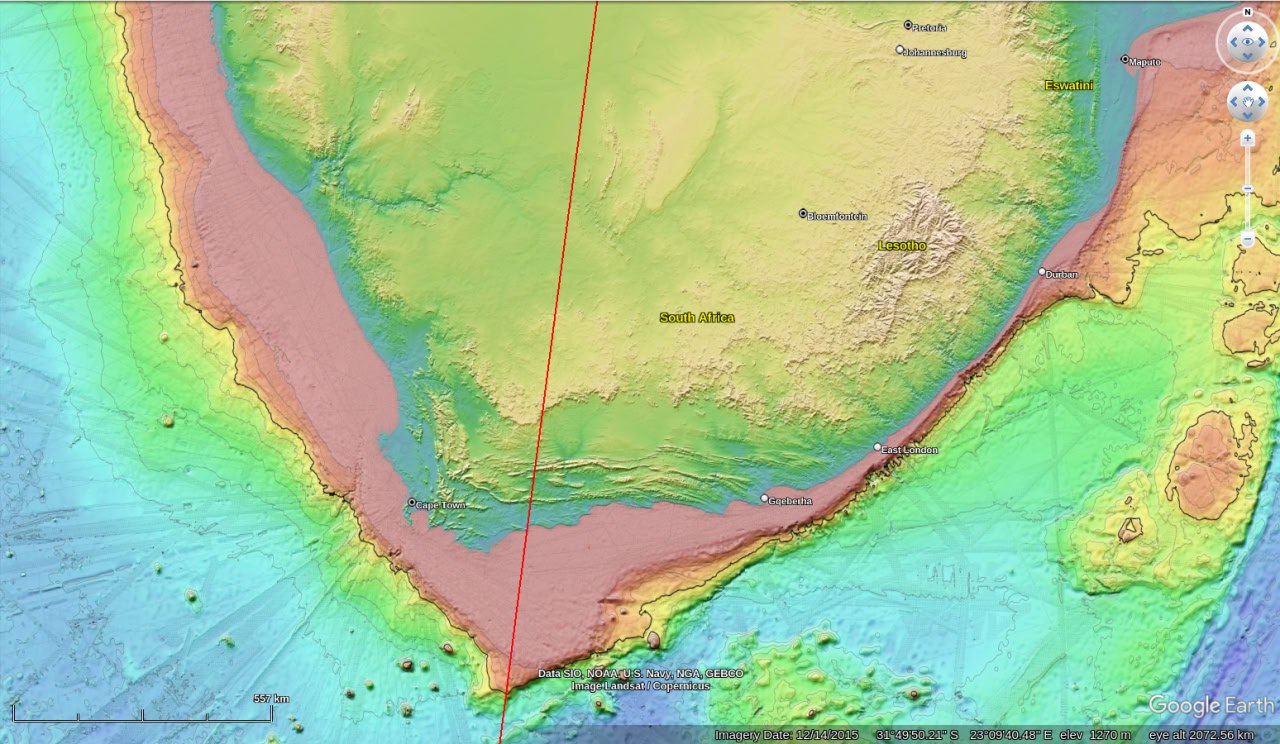 N
Pretoria
Johannesburg
Maputo
Eswatini
Bloemfontein
Lesotho
Durban
South Africa
East London
Gqeberha
Cape Town
Data SIO, NOAA, U.S. Navy, NGA, GEBCO
Image Landsat / Copernicus
557 km
Google Earth
Imagery Date: 12/14/2015 31°49'50.21" S 23°09'40.48" E elev 1270 m eye alt 2072.56 km